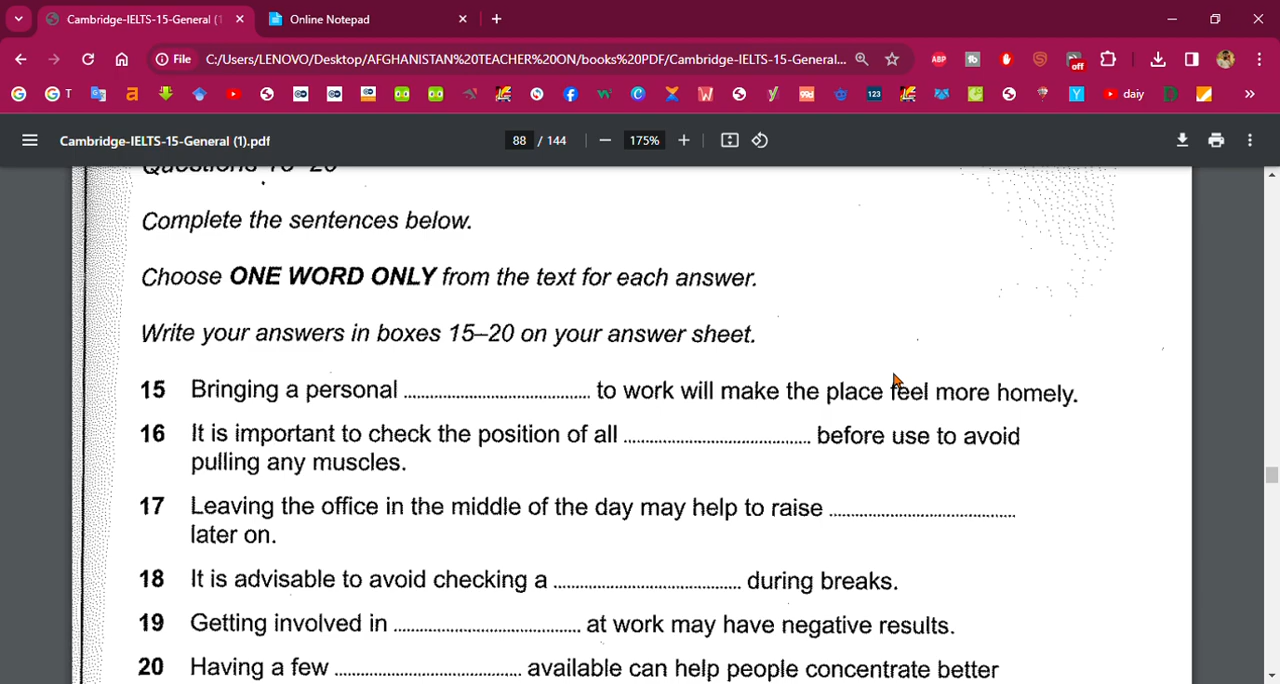 Cambridge-IELTS-15-General (1
Online Notepad
File
C:/Users/LENOVO/Desktop/AFGHANISTAN%20TEACHER%20ON/books%20PDF/Cambridge-IELTS-15-General...
ABP
off
G
G T
123
daiy
Cambridge-IELTS-15-General (1).pdf
88 / 144
175%
Complete the sentences below.
Choose ONE WORD ONLY from the text for each answer.
Write your answers in boxes 15–20 on your answer sheet.
15 Bringing a personal .................................... to work will make the place feel more homely.
16 It is important to check the position of all .................................... before use to avoid
pulling any muscles.
17 Leaving the office in the middle of the day may help to raise ....................................
later on.
18 It is advisable to avoid checking a .................................... during breaks.
19 Getting involved in .................................... at work may have negative results.
20 Having a few .................................... available can help people concentrate better